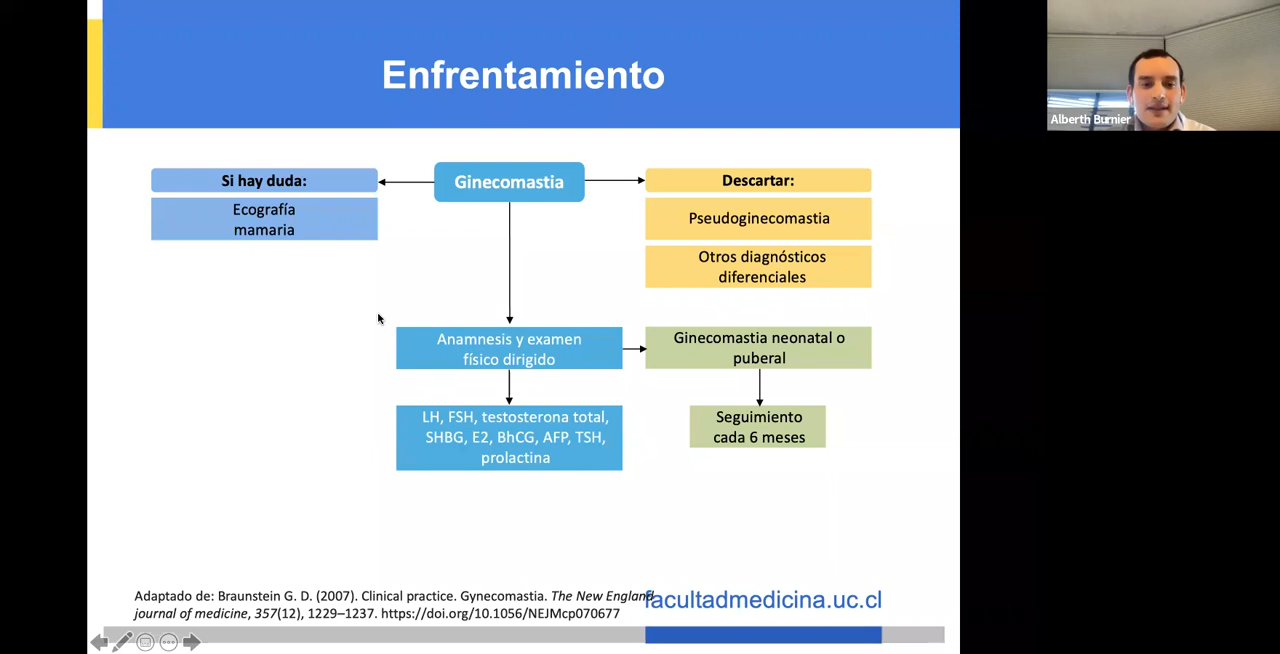 Enfrentamiento
Alberth Burnier
Si hay duda:
Ginecomastia
Descartar:
Ecografía
mamaria
Pseudoginecomastia
Otros diagnósticos
diferenciales
Anamnesis y examen
físico dirigido
Ginecomastia neonatal o
puberal
LH, FSH, testosterona total,
SHBG, E2, BhCG, AFP, TSH,
prolactina
Seguimiento
cada 6 meses
Adaptado de: Braunstein G. D. (2007). Clinical practice. Gynecomastia. The New England
journal of medicine, 357(12), 1229–1237. https://doi.org/10.1056/NEJMcp070677
facultadmedicina.uc.cl